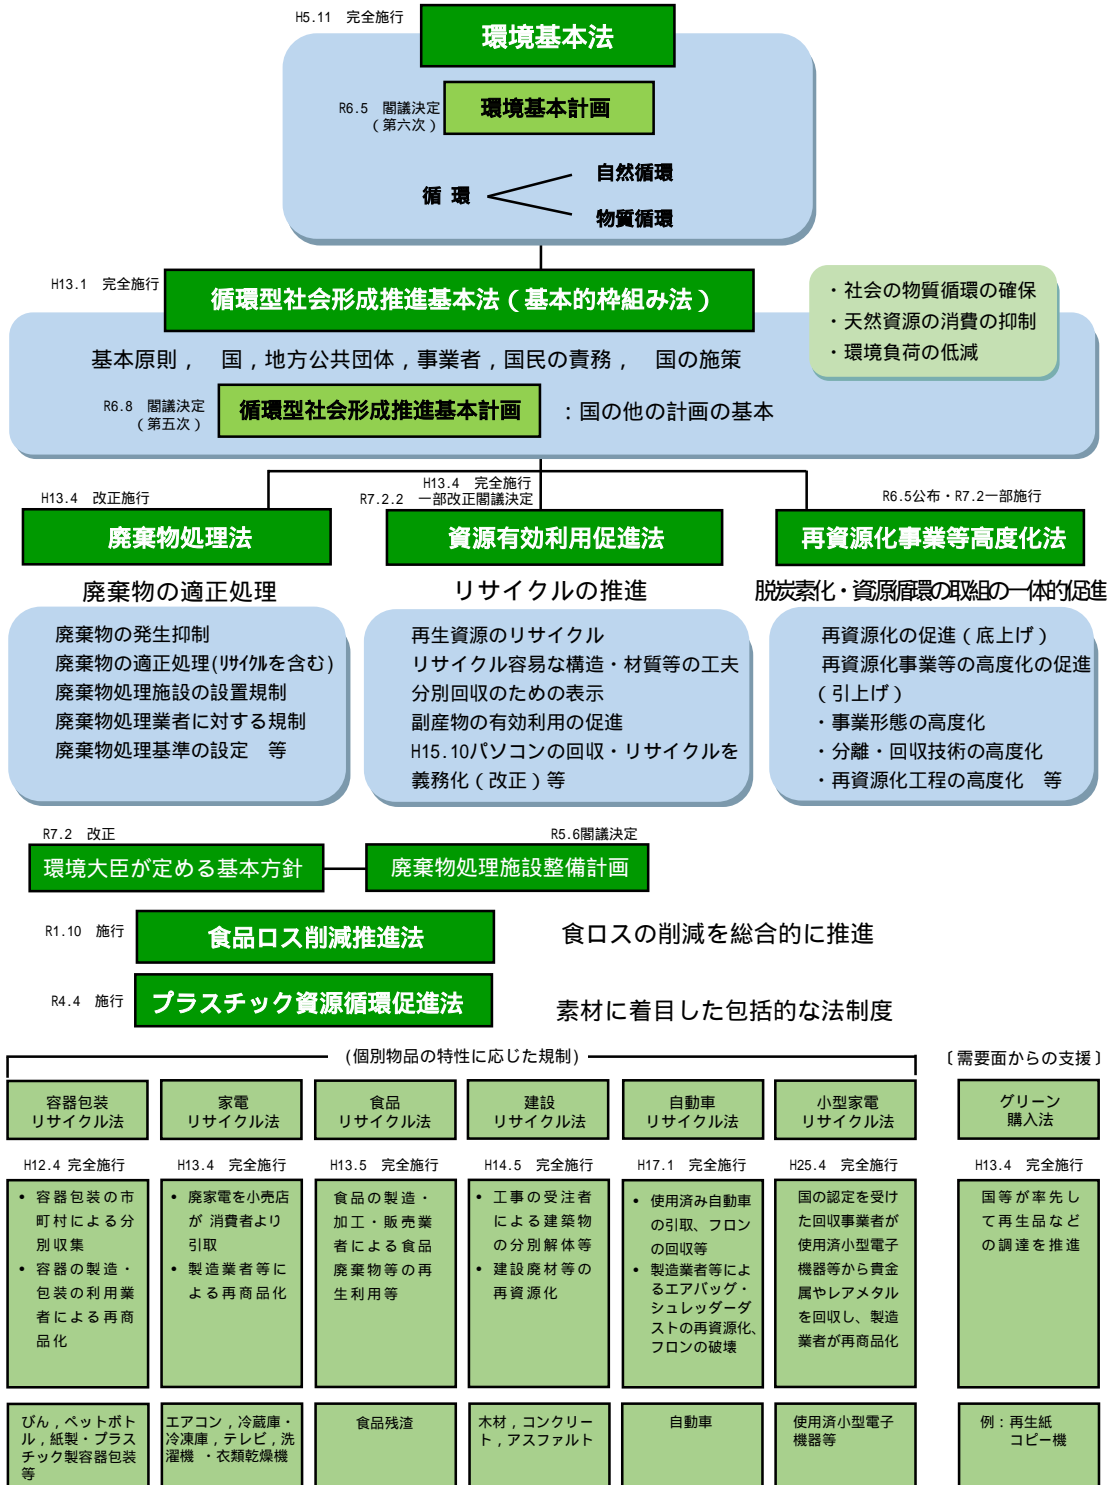 H5.11 完全施行
環境基本法
R6.5 閣議決定
（第六次）
環境基本計画
循 環
自然循環
物質循環
H13.1 完全施行
循環型社会形成推進基本法（基本的枠組み法）
・社会の物質循環の確保
・天然資源の消費の抑制
・環境負荷の低減
基本原則， 国，地方公共団体，事業者，国民の責務， 国の施策
R6.8 閣議決定
（第五次）
循環型社会形成推進基本計画
：国の他の計画の基本
H13.4 改正施行
廃棄物処理法
廃棄物の適正処理
廃棄物の発生抑制
廃棄物の適正処理(ﾘｻｲｸﾙを含む)
廃棄物処理施設の設置規制
廃棄物処理業者に対する規制
廃棄物処理基準の設定 等
H13.4 完全施行
R7.2.2 一部改正閣議決定
資源有効利用促進法
リサイクルの推進
再生資源のリサイクル
リサイクル容易な構造・材質等の工夫
分別回収のための表示
副産物の有効利用の促進
H15.10パソコンの回収・リサイクルを
義務化（改正）等
R6.5公布・R7.2一部施行
再資源化事業等高度化法
脱炭素化・資源循環の取組の一体的促進
再資源化の促進（底上げ）
再資源化事業等の高度化の促進
（引上げ）
・事業形態の高度化
・分離・回収技術の高度化
・再資源化工程の高度化 等
R7.2 改正
環境大臣が定める基本方針
R5.6閣議決定
廃棄物処理施設整備計画
R1.10 施行
食品ロス削減推進法
食ロスの削減を総合的に推進
R4.4 施行
プラスチック資源循環促進法
素材に着目した包括的な法制度
（個別物品の特性に応じた規制）
〔需要面からの支援〕
容器包装
リサイクル法
H12.4 完全施行
• 容器包装の市
町村による分
別収集
• 容器の製造・
包装の利用業
者による再商
品化
びん，ペットボト
ル，紙製・プラス
チック製容器包装
等
家電
リサイクル法
H13.4 完全施行
• 廃家電を小売店
が 消費者より
引取
• 製造業者等に
よる再商品化
エアコン，冷蔵庫・
冷凍庫，テレビ，洗
濯機 ・衣類乾燥機
食品
リサイクル法
H13.5 完全施行
食品の製造・
加工・販売業
者による食品
廃棄物等の再
生利用等
食品残渣
建設
リサイクル法
H14.5 完全施行
• 工事の受注者
による建築物
の分別解体等
• 建設廃材等の
再資源化
木材，コンクリー
ト，アスファルト
自動車
リサイクル法
H17.1 完全施行
• 使用済み自動車
の引取、フロン
の回収等
• 製造業者等によ
るエアバッグ・
シュレッダーダ
ストの再資源化、
フロンの破壊
自動車
小型家電
リサイクル法
H25.4 完全施行
国の認定を受け
た回収事業者が
使用済小型電子
機器等から貴金
属やレアメタル
を回収し、製造
業者が再商品化
使用済小型電子
機器等
グリーン
購入法
H13.4 完全施行
国等が率先し
て再生品など
の調達を推進
例：再生紙
コピー機